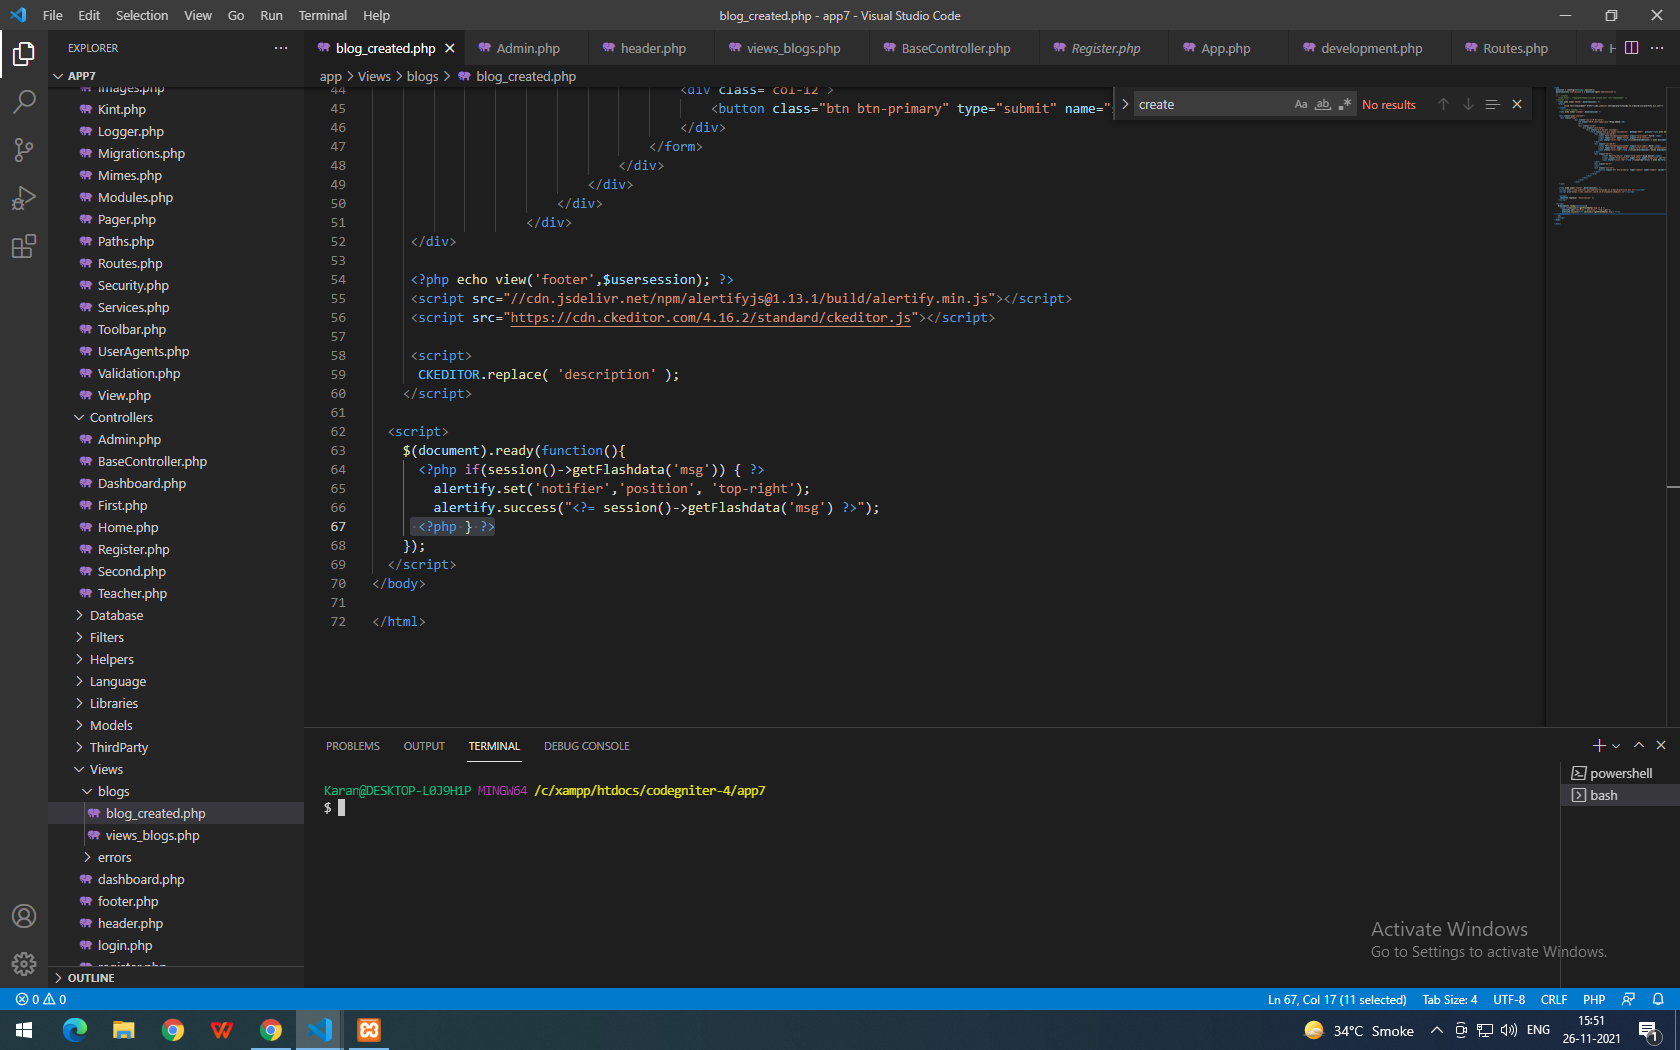 File Edit Selection View Go Run Terminal Help
blog_created.php - app7 - Visual Studio Code
EXPLORER
blog_created.php Admin.php header.php views_blogs.php BaseController.php Register.php App.php development.php Routes.php
app > Views > blogs > blog_created.php
APP7
Images.php
Kint.php
Logger.php
Migrations.php
Mimes.php
Modules.php
Pager.php
Paths.php
Routes.php
Security.php
Services.php
Toolbar.php
UserAgents.php
Validation.php
View.php
Controllers
Admin.php
BaseController.php
Dashboard.php
First.php
Home.php
Register.php
Second.php
Teacher.php
Database
Filters
Helpers
Language
Libraries
Models
ThirdParty
Views
blogs
blog_created.php
views_blogs.php
errors
dashboard.php
footer.php
header.php
login.php
register.php
OUTLINE
create Aa ab .* No results
44 <div class="col-12">
45 <button class="btn btn-primary" type="submit" name="
46 </div>
47 </form>
48 </div>
49 </div>
50 </div>
51 </div>
52 </div>
53
54 <?php echo view('footer',$usersession); ?>
55 <script src="//cdn.jsdelivr.net/npm/alertifyjs@1.13.1/build/alertify.min.js"></script>
56 <script src="https://cdn.ckeditor.com/4.16.2/standard/ckeditor.js"></script>
57
58 <script>
59 CKEDITOR.replace( 'description' );
60 </script>
61
62 <script>
63 $(document).ready(function(){
64 <?php if(session()->getFlashdata('msg')) { ?>
65 alertify.set('notifier','position', 'top-right');
66 alertify.success("<?= session()->getFlashdata('msg') ?>");
67 <?php } ?>
68 });
69 </script>
70 </body>
71
72 </html>
PROBLEMS OUTPUT TERMINAL DEBUG CONSOLE
powershell
bash
Karan@DESKTOP-L0J9H1P MINGW64 /c/xampp/htdocs/codegniter-4/app7
$
Activate Windows
Go to Settings to activate Windows.
0 0
Ln 67, Col 17 (11 selected) Tab Size: 4 UTF-8 CRLF PHP
34°C Smoke ENG
15:51
26-11-2021
1